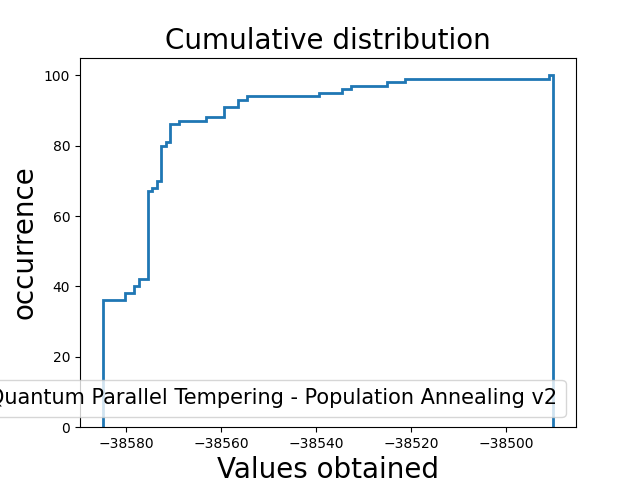 Cumulative distribution
100
80
60
40
20
0
occurrence
Quantum Parallel Tempering - Population Annealing v2
−38580 −38560 −38540 −38520 −38500
Values obtained